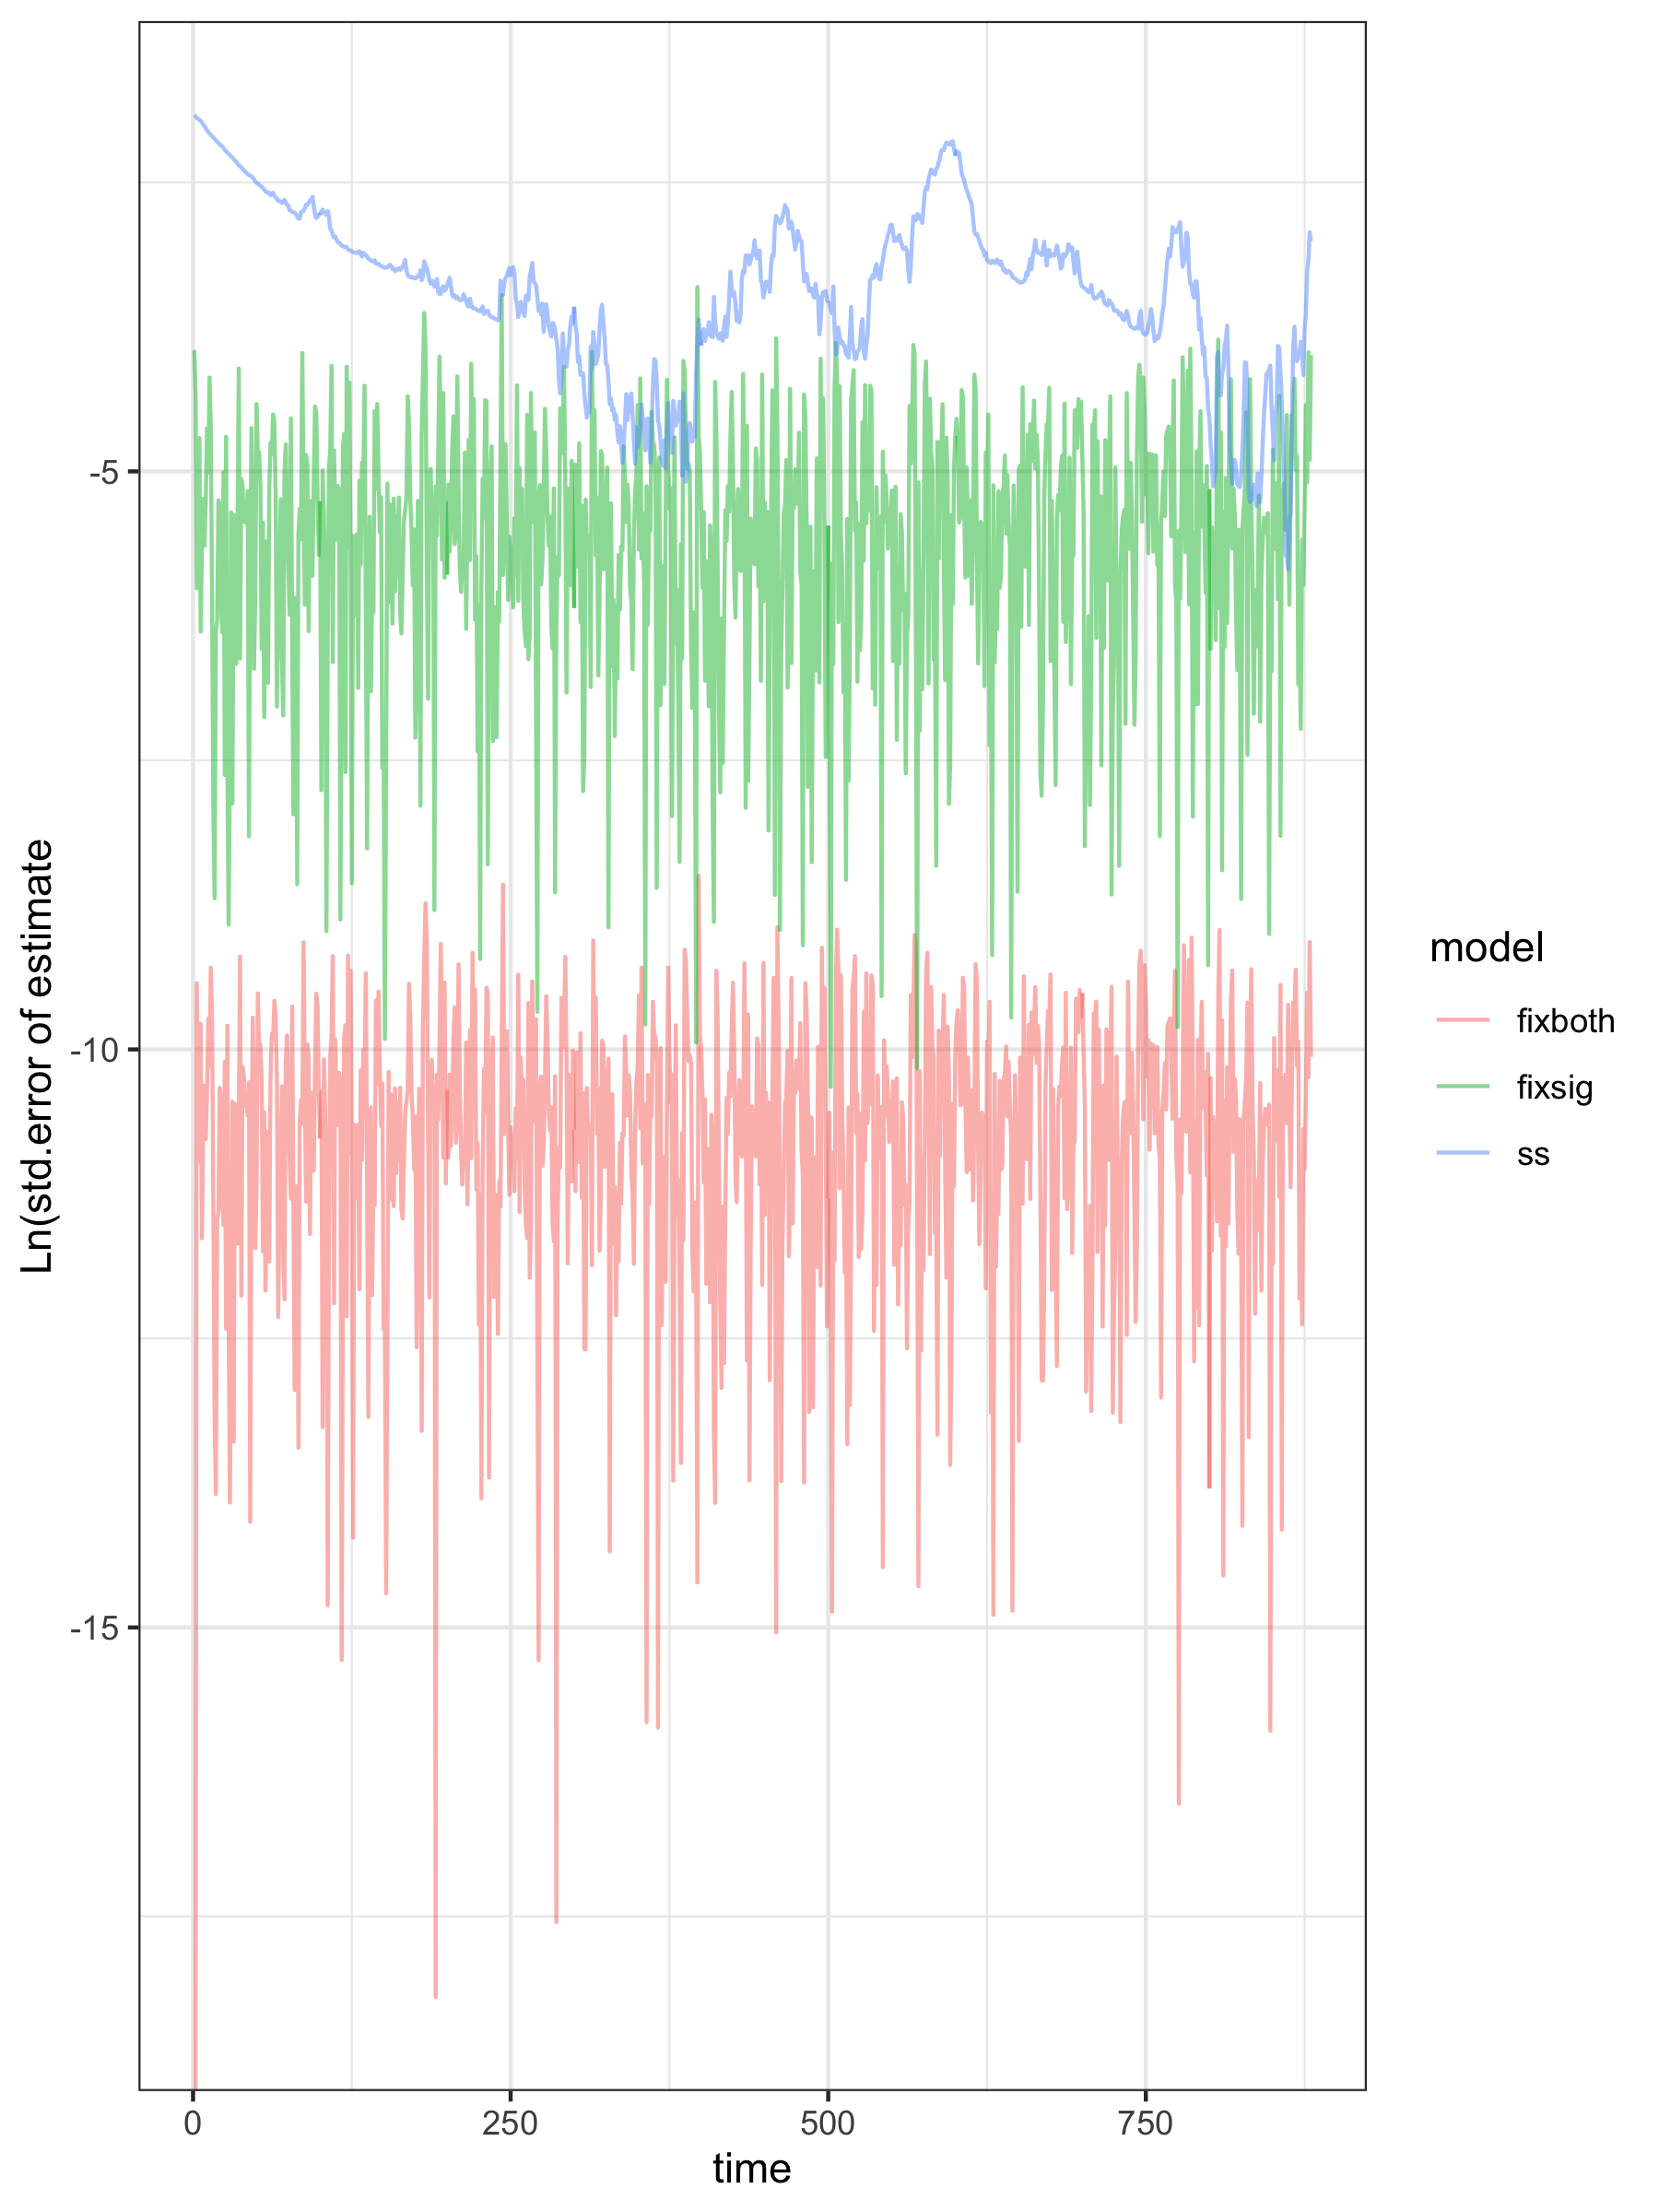 Ln(std.error of estimate
-5
-10
-15
0
250
500
750
time
model
fixboth
fixsig
ss